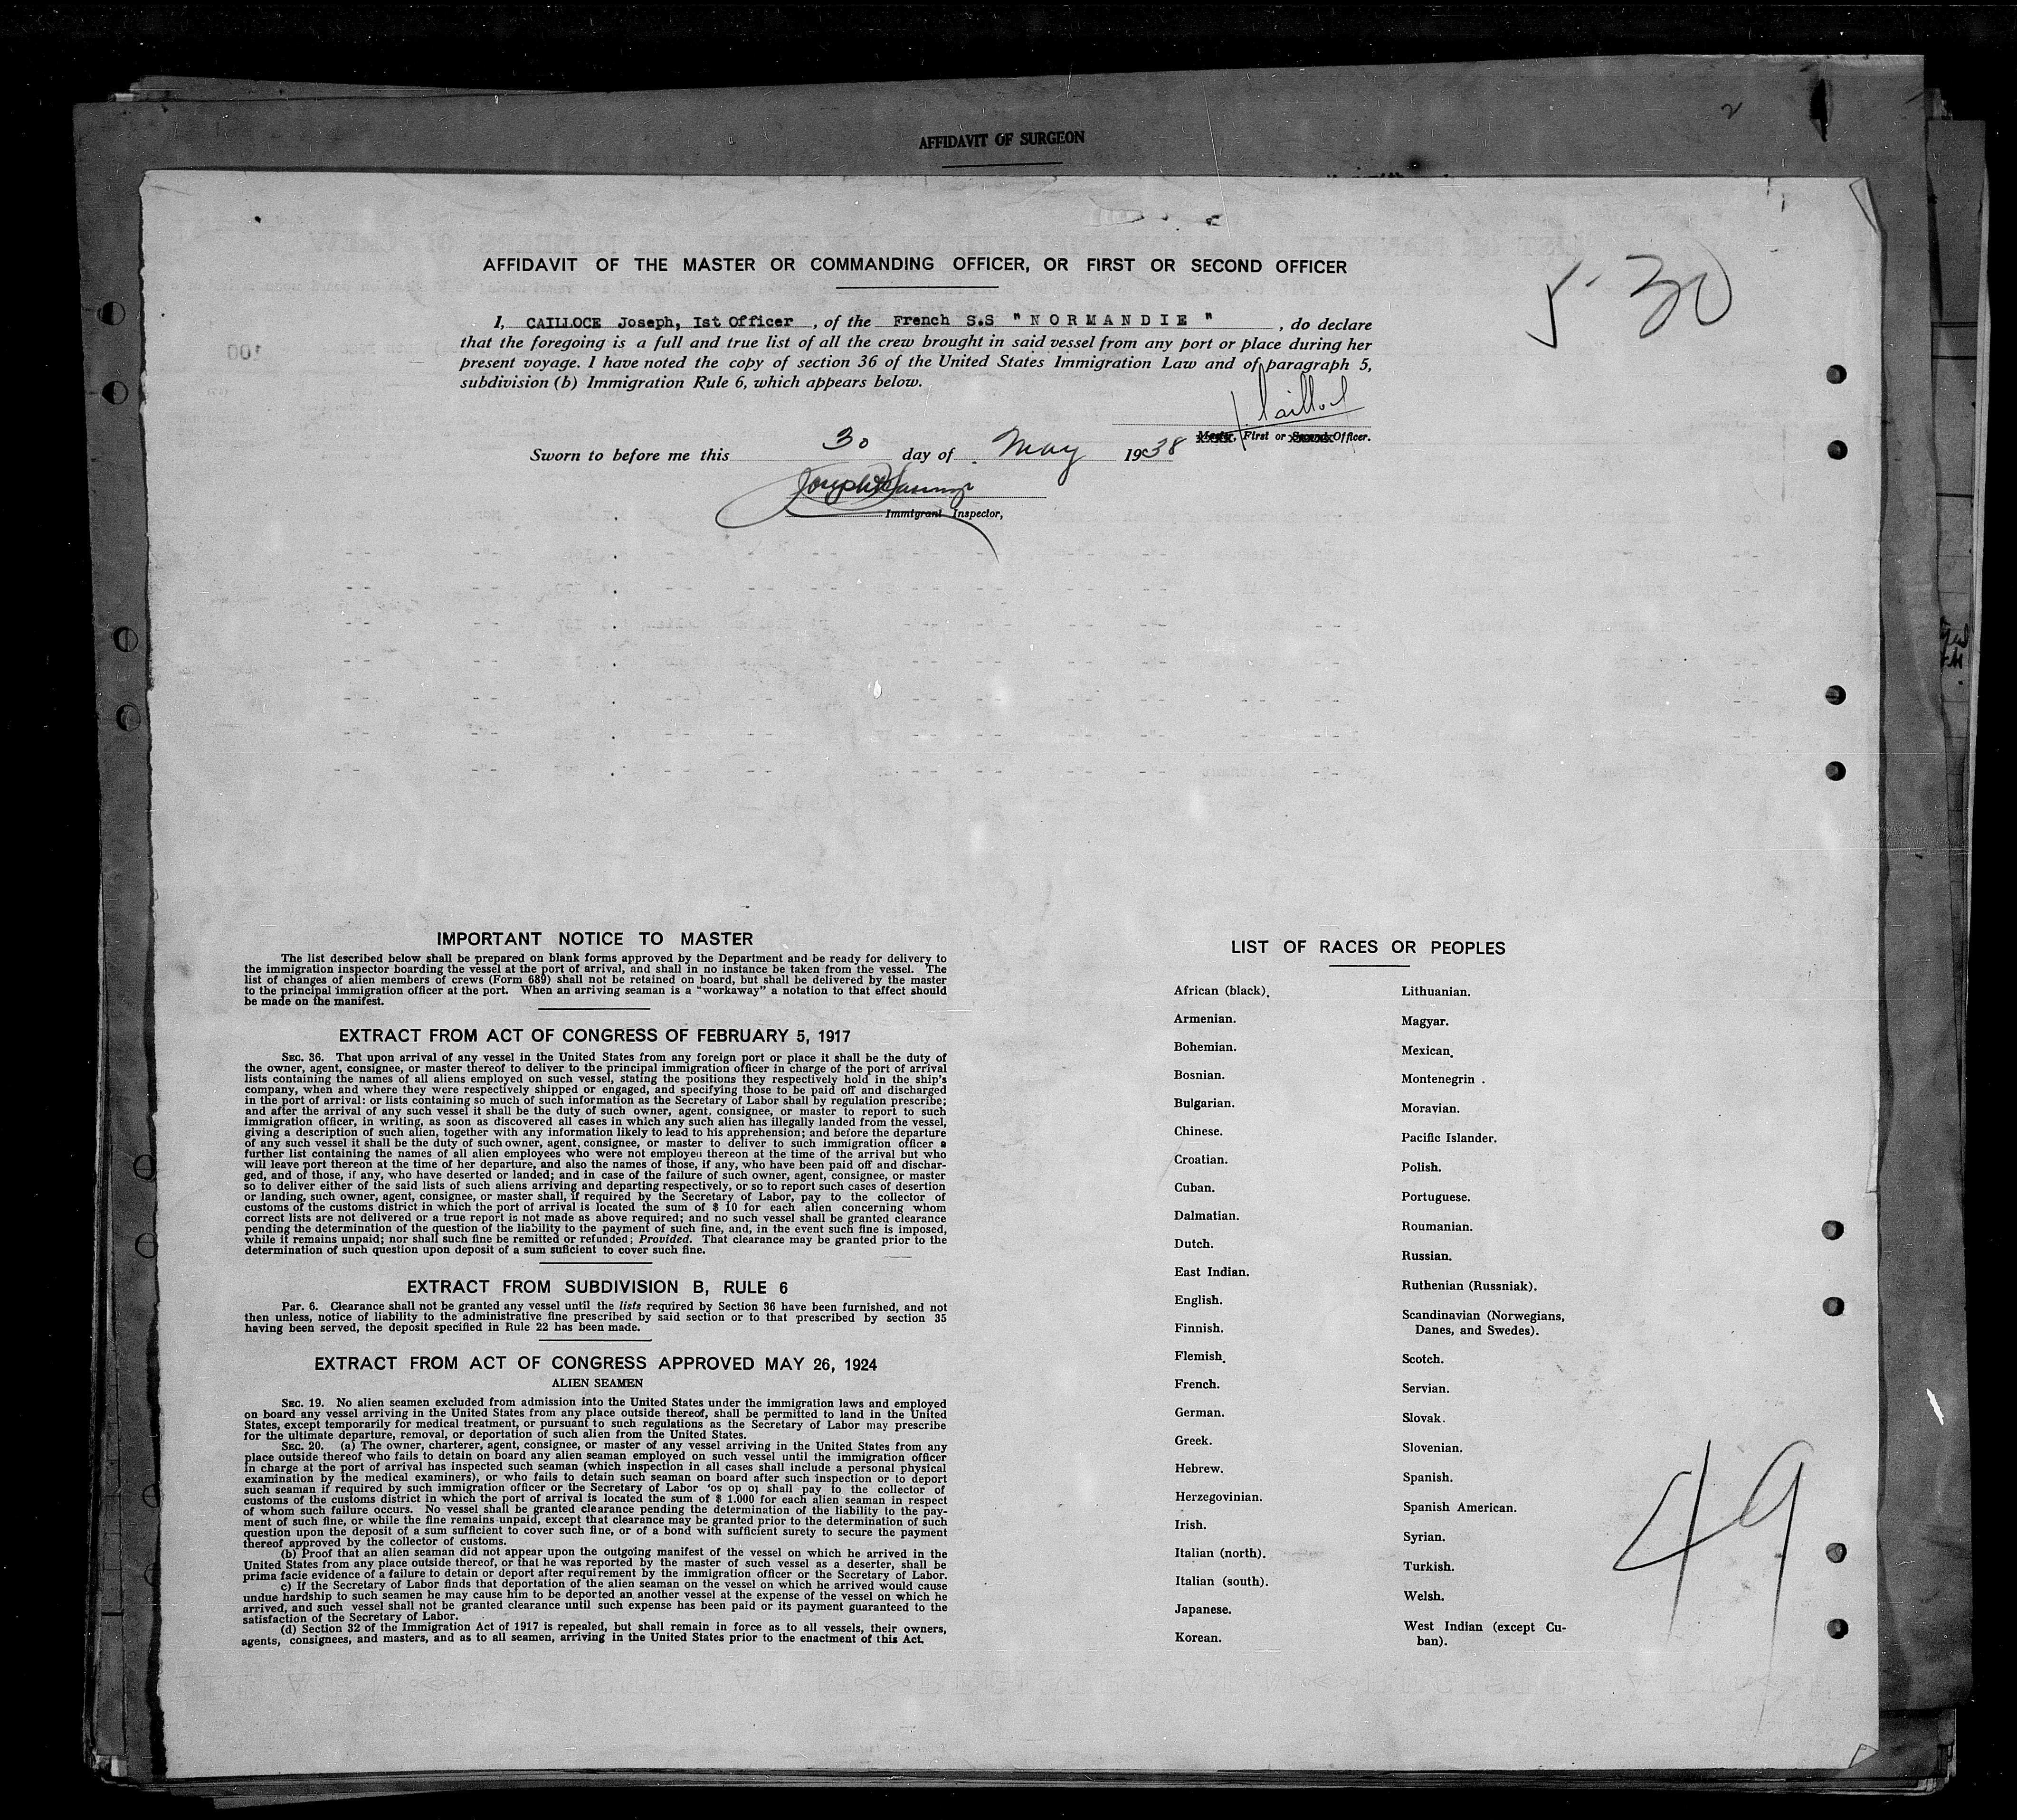 AFFIDAVIT OF SURGEON
2
AFFIDAVIT OF THE MASTER OR COMMANDING OFFICER, OR FIRST OR SECOND OFFICER
5-30
I, CAILLOCE Joseph, Ist Officer , of the French S.S "NORMANDIE" , do declare
that the foregoing is a full and true list of all the crew brought in said vessel from any port or place during her
present voyage. I have noted the copy of section 36 of the United States Immigration Law and of paragraph 5,
subdivision (b) Immigration Rule 6, which appears below.
Master, First or Second Officer.
Sworn to before me this 30 day of May 1938
Immigrant Inspector,
IMPORTANT NOTICE TO MASTER
The list described below shall be prepared on blank forms approved by the Department and be ready for delivery to
the immigration inspector boarding the vessel at the port of arrival, and shall in no instance be taken from the vessel. The
list of changes of alien members of crews (Form 689) shall not be retained on board, but shall be delivered by the master
to the principal immigration officer at the port. When an arriving seaman is a "workaway" a notation to that effect should
be made on the manifest.
EXTRACT FROM ACT OF CONGRESS OF FEBRUARY 5, 1917
SEC. 36. That upon arrival of any vessel in the United States from any foreign port or place it shall be the duty of
the owner, agent, consignee, or master thereof to deliver to the principal immigration officer in charge of the port of arrival
lists containing the names of all aliens employed on such vessel, stating the positions they respectively hold in the ship's
company, when and where they were respectively shipped or engaged, and specifying those to be paid off and discharged
in the port of arrival: or lists containing so much of such information as the Secretary of Labor shall by regulation prescribe;
and after the arrival of any such vessel it shall be the duty of such owner, agent, consignee, or master to report to such
immigration officer, in writing, as soon as discovered all cases in which any such alien has illegally landed from the vessel,
giving a description of such alien, together with any information likely to lead to his apprehension; and before the departure
of any such vessel it shall be the duty of such owner, agent, consignee, or master to deliver to such immigration officer a
further list containing the names of all alien employees who were not employed thereon at the time of the arrival but who
will leave port thereon at the time of her departure, and also the names of those, if any, who have been paid off and dischar-
ged, and of those, if any, who have deserted or landed; and in case of the failure of such owner, agent, consignee, or master
so to deliver either of the said lists of such aliens arriving and departing respectively, or so to report such cases of desertion
or landing, such owner, agent, consignee, or master shall, if required by the Secretary of Labor, pay to the collector of
customs of the customs district in which the port of arrival is located the sum of $ 10 for each alien concerning whom
correct lists are not delivered or a true report is not made as above required; and no such vessel shall be granted clearance
pending the determination of the question of the liability to the payment of such fine, and, in the event such fine is imposed,
while it remains unpaid; nor shall such fine be remitted or refunded; Provided. That clearance may be granted prior to the
determination of such question upon deposit of a sum suficient to cover such fine.
EXTRACT FROM SUBDIVISION B, RULE 6
Par. 6. Clearance shall not be granted any vessel until the lists required by Section 36 have been furnished, and not
then unless, notice of liability to the administrative fine prescribed by said section or to that prescribed by section 35
having been served, the deposit specified in Rule 22 has been made.
EXTRACT FROM ACT OF CONGRESS APPROVED MAY 26, 1924
ALIEN SEAMEN
SEC. 19. No alien seamen excluded from admission into the United States under the immigration laws and employed
on board any vessel arriving in the United States from any place outside thereof, shall be permitted to land in the United
States, except temporarily for medical treatment, or pursuant to such regulations as the Secretary of Labor may prescribe
for the ultimate departure, removal, or deportation of such alien from the United States.
SEC. 20. (a) The owner, charterer, agent, consignee, or master of any vessel arriving in the United States from any
place outside thereof who fails to detain on board any alien seaman employed on such vessel until the immigration officer
in charge at the port of arrival has inspected such seaman (which inspection in all cases shall include a personal physical
examination by the medical examiners), or who fails to detain such seaman on board after such inspection or to deport
such seaman if required by such immigration officer or the Secretary of Labor 'os op oı shall pay to the collector of
customs of the customs district in which the port of arrival is located the sum of $ 1.000 for each alien seaman in respect
of whom such failure occurs. No vessel shall be granted clearance pending the determination of the liability to the pay-
ment of such fine, or while the fine remains unpaid, except that clearance may be granted prior to the determination of such
question upon the deposit of a sum sufficient to cover such fine, or of a bond with sufficient surety to secure the payment
thereof approved by the collector of customs.
(b) Proof that an alien seaman did not appear upon the outgoing manifest of the vessel on which he arrived in the
United States from any place outside thereof, or that he was reported by the master of such vessel as a deserter, shall be
prima facie evidence of a failure to detain or deport after requirement by the immigration officer or the Secretary of Labor.
c) If the Secretary of Labor finds that deportation of the alien seaman on the vessel on which he arrived would cause
undue hardship to such seamen he may cause him to be deported an another vessel at the expense of the vessel on which he
arrived, and such vessel shall not be granted clearance until such expense has been paid or its payment guaranteed to the
satisfaction of the Secretary of Labor.
(d) Section 32 of the Immigration Act of 1917 is repealed, but shall remain in force as to all vessels, their owners,
agents, consignees, and masters, and as to all seamen, arriving in the United States prior to the enactment of this Act.
LIST OF RACES OR PEOPLES
African (black).
Armenian.
Bohemian.
Bosnian.
Bulgarian.
Chinese.
Croatian.
Cuban.
Dalmatian.
Dutch.
East Indian.
English.
Finnish.
Flemish.
French.
German.
Greek.
Hebrew.
Herzegovinian.
Irish.
Italian (north).
Italian (south).
Japanese.
Korean.
Lithuanian.
Magyar.
Mexican.
Montenegrin .
Moravian.
Pacific Islander.
Polish.
Portuguese.
Roumanian.
Russian.
Ruthenian (Russniak).
Scandinavian (Norwegians,
Danes, and Swedes).
Scotch.
Servian.
Slovak.
Slovenian.
Spanish.
Spanish American.
Syrian.
Turkish.
Welsh.
West Indian (except Cu-
ban).
49